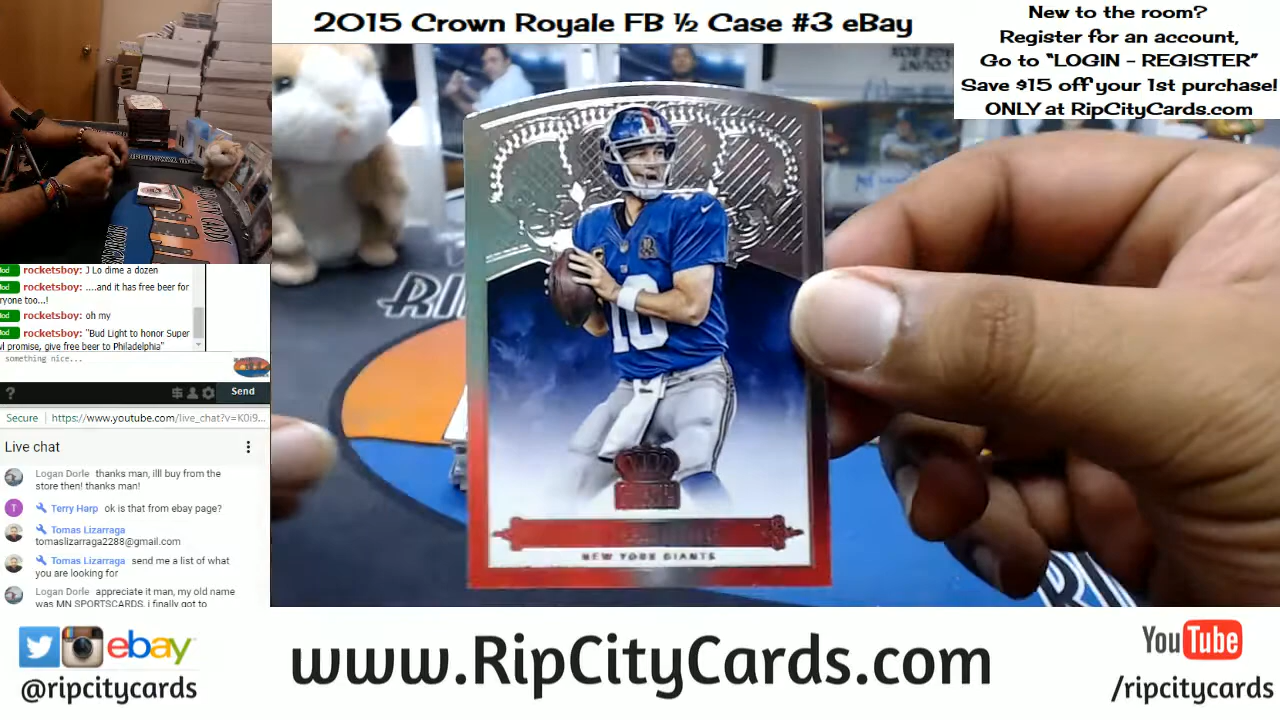 2015 Crown Royale FB ½ Case #3 eBay
New to the room?
Register for an account,
Go to “LOGIN – REGISTER”
Save $15 off your 1st purchase!
ONLY at RipCityCards.com
rocketsboy: J Lo dime a dozen
rocketsboy: ....and it has free beer for
ryone too...!
rocketsboy: oh my
rocketsboy: "Bud Light to honor Super
wl promise, give free beer to Philadelphia"
something nice...
? Send
Secure https://www.youtube.com/live_chat?v=K0i9...
Live chat
Logan Dorle thanks man, illl buy from the
store then! thanks man!
T Terry Harp ok is that from ebay page?
Tomas Lizarraga
tomaslizarraga2288@gmail.com
Tomas Lizarraga send me a list of what
you are looking for
Logan Dorle appreciate it man, my old name
was MN SPORTSCARDS, i finally got to
10
NEW YORK GIANTS
ebay
@ripcitycards
www.RipCityCards.com
YouTube
/ripcitycards